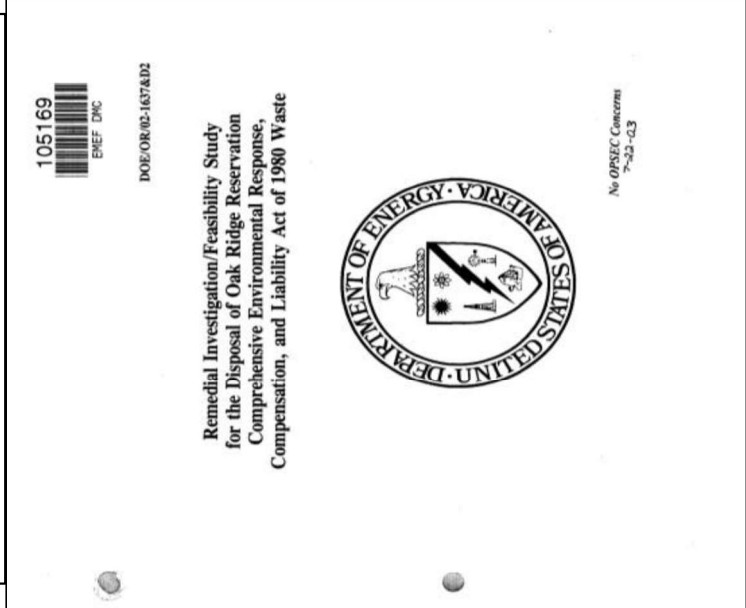 105169
EMEF DMC
DOE/OR/02-1637&D2
Remedial Investigation/Feasibility Study
for the Disposal of Oak Ridge Reservation
Comprehensive Environmental Response,
Compensation, and Liability Act of 1980 Waste
DEPARTMENT OF ENERGY · UNITED STATES OF AMERICA ·
No OPSEC Concerns
7-22-03